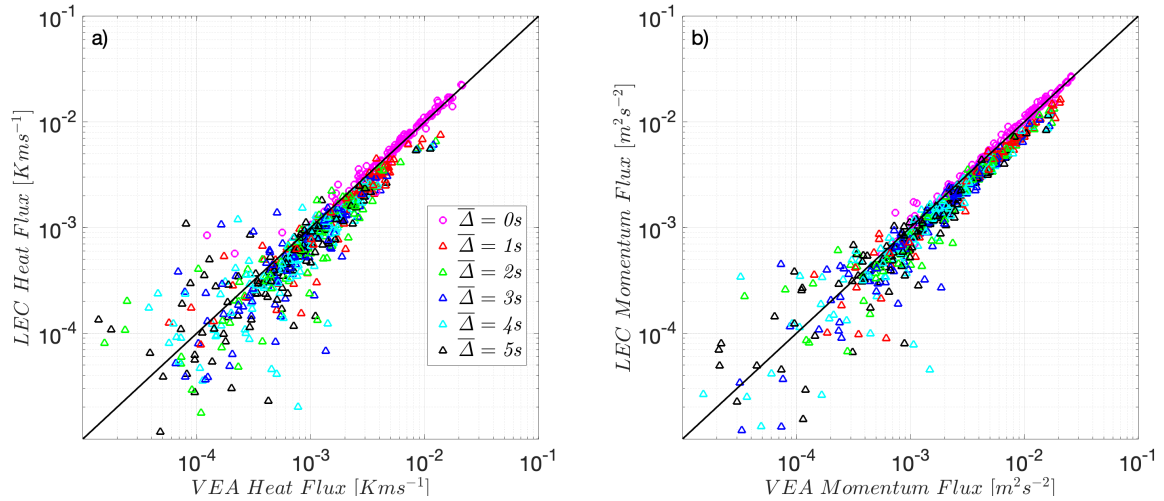 a)
10⁻¹
10⁻²
10⁻³
10⁻⁴
LEC Heat Flux [Kms⁻¹]
10⁻⁴ 10⁻³ 10⁻² 10⁻¹
VEA Heat Flux [Kms⁻¹]
Δ̅ = 0s
Δ̅ = 1s
Δ̅ = 2s
Δ̅ = 3s
Δ̅ = 4s
Δ̅ = 5s
b)
10⁻¹
10⁻²
10⁻³
10⁻⁴
LEC Momentum Flux [m²s⁻²]
10⁻⁴ 10⁻³ 10⁻² 10⁻¹
VEA Momentum Flux [m²s⁻²]